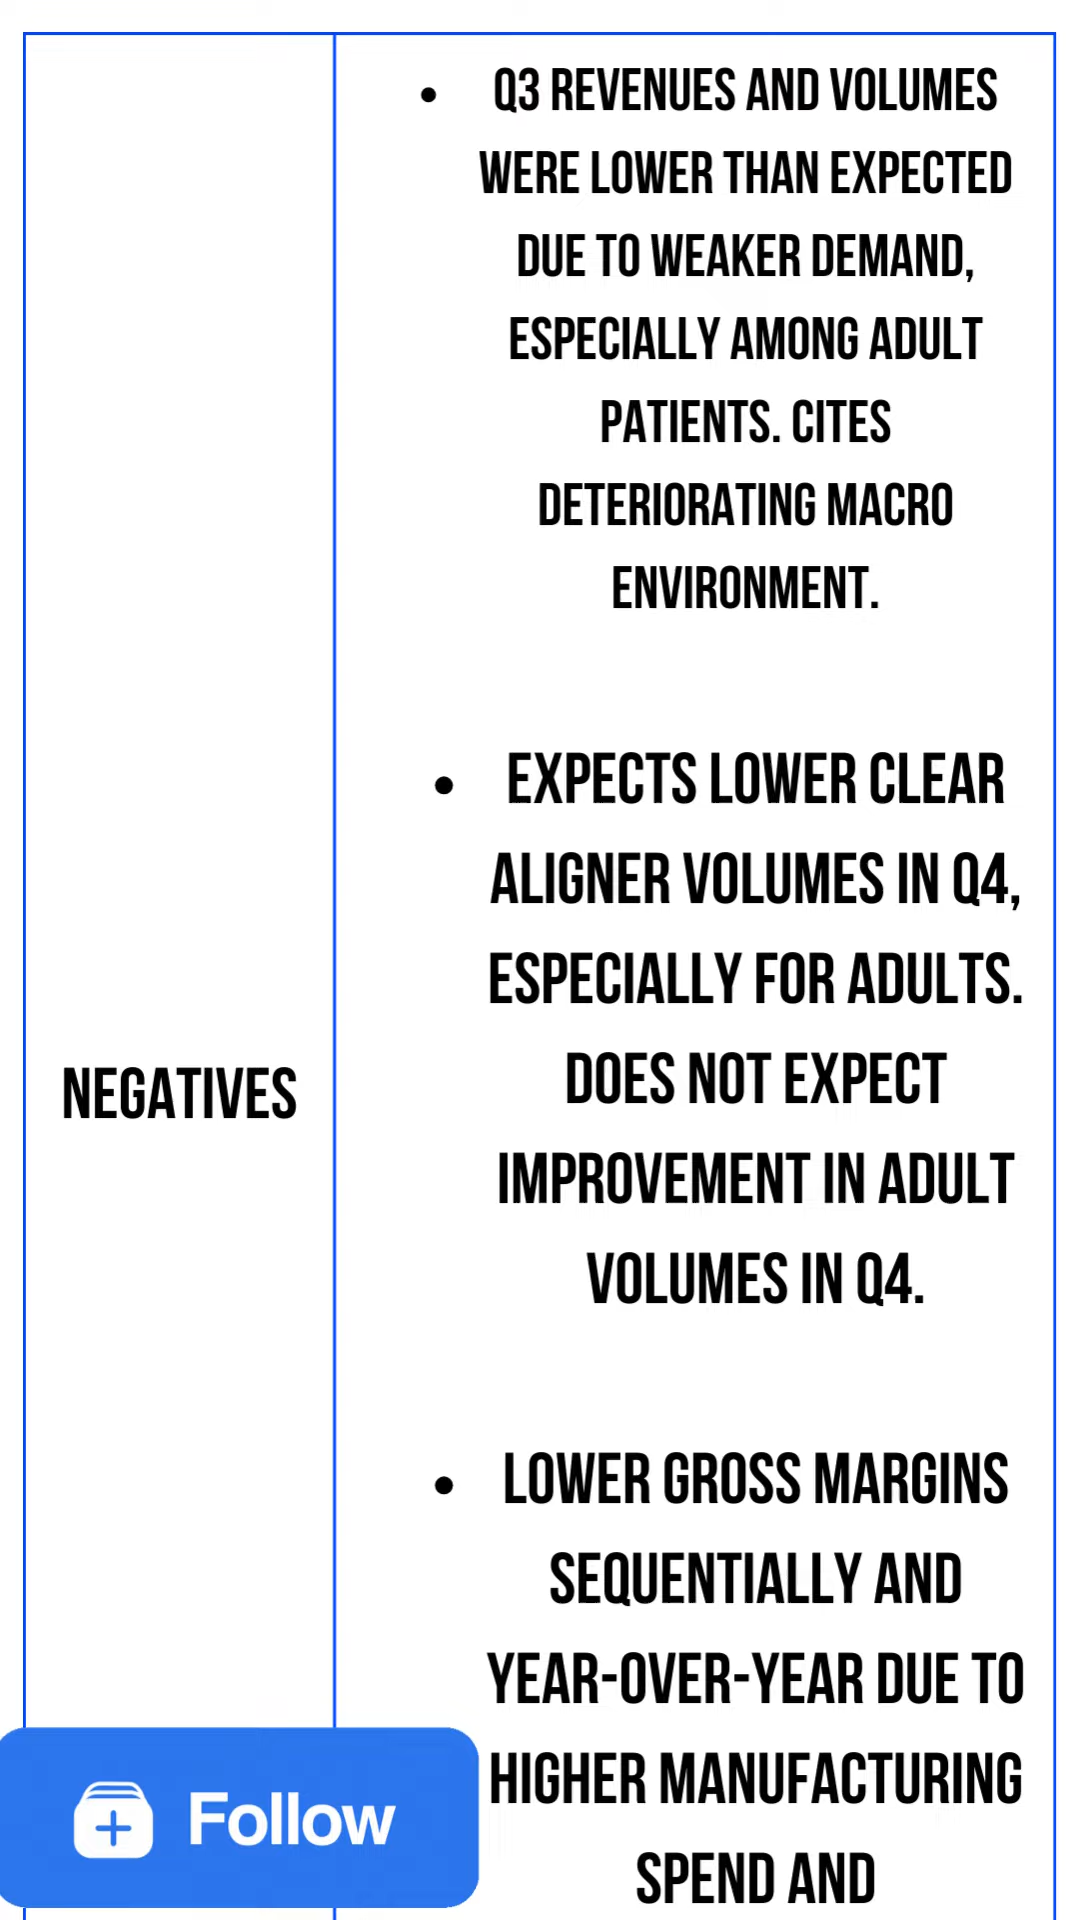 • Q3 REVENUES AND VOLUMES
WERE LOWER THAN EXPECTED
DUE TO WEAKER DEMAND,
ESPECIALLY AMONG ADULT
PATIENTS. CITES
DETERIORATING MACRO
ENVIRONMENT.
• EXPECTS LOWER CLEAR
ALIGNER VOLUMES IN Q4,
ESPECIALLY FOR ADULTS.
DOES NOT EXPECT
IMPROVEMENT IN ADULT
VOLUMES IN Q4.
NEGATIVES
• LOWER GROSS MARGINS
SEQUENTIALLY AND
YEAR-OVER-YEAR DUE TO
HIGHER MANUFACTURING
SPEND AND
Follow